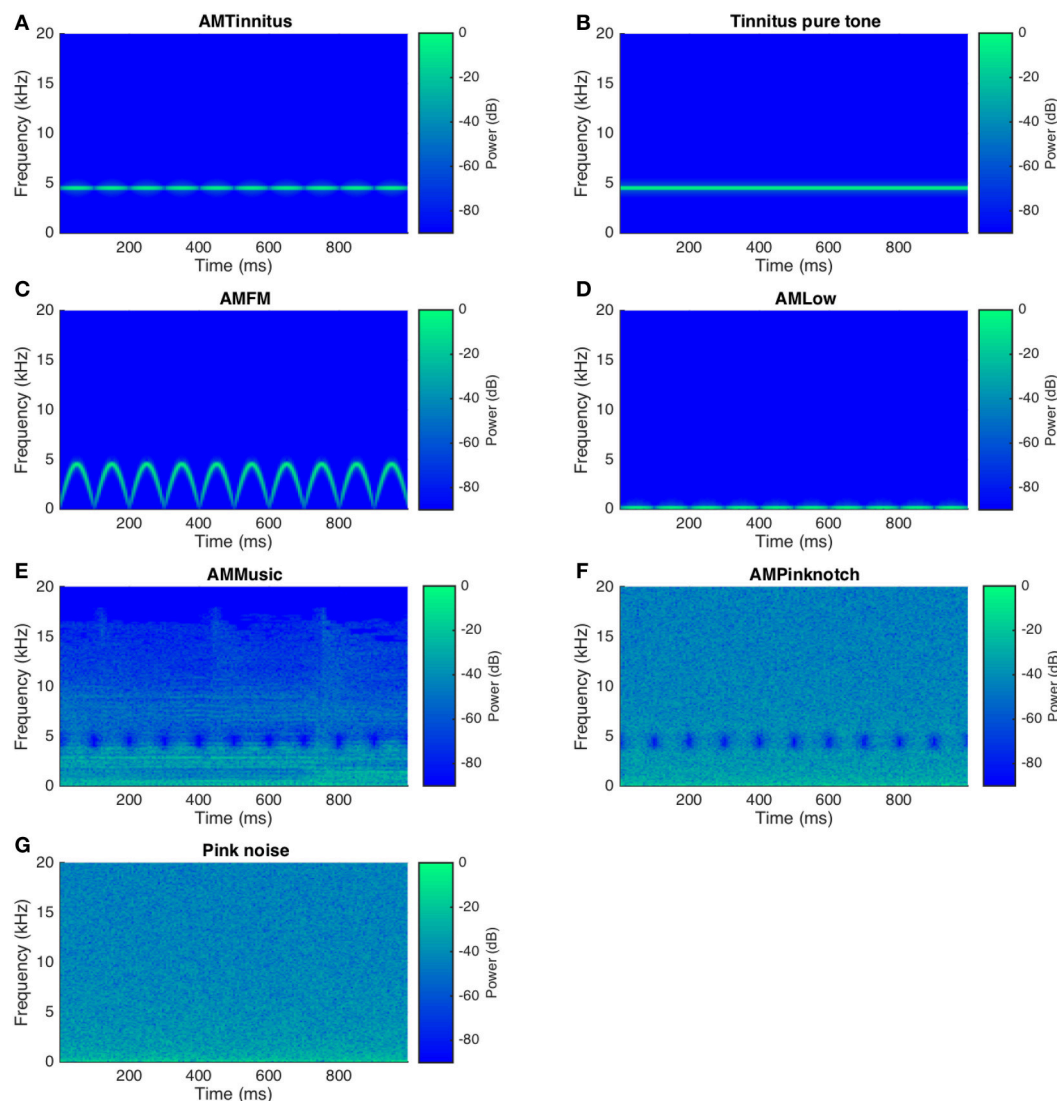 A
AMTinnitus
20
15
10
5
0
Frequency (kHz)
200 400 600 800
Time (ms)
0
-20
-40
-60
-80
Power (dB)
B
Tinnitus pure tone
20
15
10
5
0
Frequency (kHz)
200 400 600 800
Time (ms)
0
-20
-40
-60
-80
Power (dB)
C
AMFM
20
15
10
5
0
Frequency (kHz)
200 400 600 800
Time (ms)
0
-20
-40
-60
-80
Power (dB)
D
AMLow
20
15
10
5
0
Frequency (kHz)
200 400 600 800
Time (ms)
0
-20
-40
-60
-80
Power (dB)
E
AMMusic
20
15
10
5
0
Frequency (kHz)
200 400 600 800
Time (ms)
0
-20
-40
-60
-80
Power (dB)
F
AMPinknotch
20
15
10
5
0
Frequency (kHz)
200 400 600 800
Time (ms)
0
-20
-40
-60
-80
Power (dB)
G
Pink noise
20
15
10
5
0
Frequency (kHz)
200 400 600 800
Time (ms)
0
-20
-40
-60
-80
Power (dB)